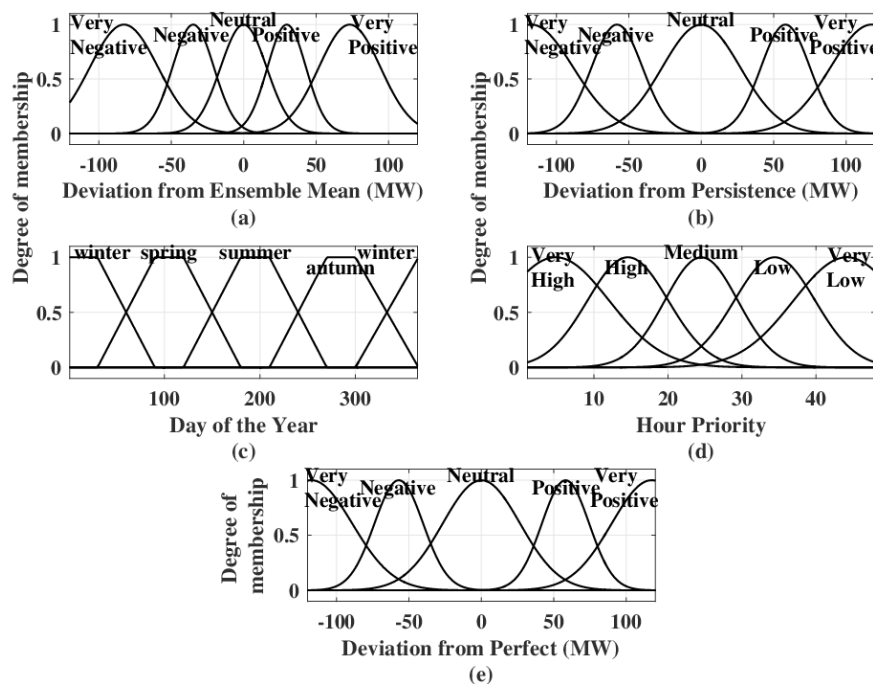 Degree of membership
1
0.5
0
Very
Negative
Negative
Neutral
Positive
Very
Positive
-100 -50 0 50 100
Deviation from Ensemble Mean (MW)
(a)
1
0.5
0
Very
Negative
Negative
Neutral
Positive
Very
Positive
-100 -50 0 50 100
Deviation from Persistence (MW)
(b)
Degree of membership
1
0.5
0
winter spring summer autumn winter
100 200 300
Day of the Year
(c)
1
0.5
0
Very
High
High
Medium
Low
Very
Low
10 20 30 40
Hour Priority
(d)
Degree of
membership
1
0.5
0
Very
Negative
Negative
Neutral
Positive
Very
Positive
-100 -50 0 50 100
Deviation from Perfect (MW)
(e)